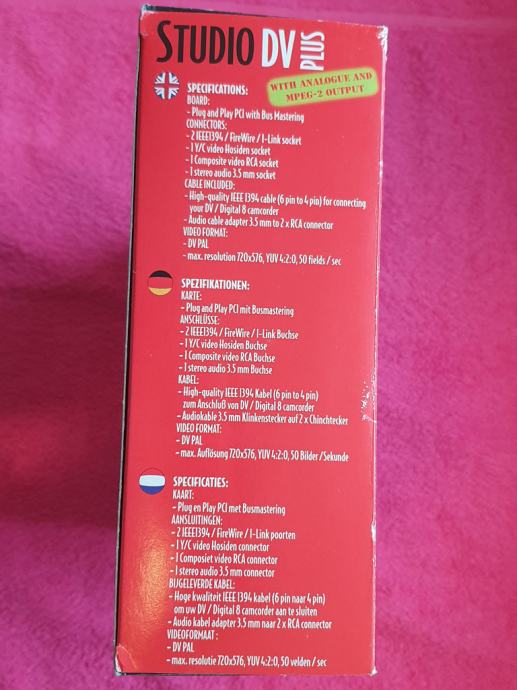 STUDIO DV PLUS
WITH ANALOGUE AND
MPEG-2 OUTPUT
SPECIFICATIONS:
BOARD:
- Plug and Play PCI with Bus Mastering
CONNECTORS:
- 2 IEEE1394 / FireWire / I-Link socket
- 1 Y/C video Hosiden socket
- 1 Composite video RCA socket
- 1 stereo audio 3.5 mm socket
CABLE INCLUDED:
- High-quality IEEE 1394 cable (6 pin to 4 pin) for connecting
your DV / Digital 8 camcorder
- Audio cable adapter 3.5 mm to 2 x RCA connector
VIDEO FORMAT:
- DV PAL
- max. resolution 720x576, YUV 4:2:0, 50 fields / sec
SPEZIFIKATIONEN:
KARTE:
- Plug and Play PCI mit Busmastering
ANSCHLÜSSE:
- 2 IEEE1394 / FireWire / I-Link Buchse
- 1 Y/C video Hosiden Buchse
- 1 Composite video RCA Buchse
- 1 stereo audio 3.5 mm Buchse
KABEL:
- High-quality IEEE 1394 Kabel (6 pin to 4 pin)
zum Anschluß von DV / Digital 8 camcorder
- Audiokable 3.5 mm Klinkenstecker auf 2 x Chinchtecker
VIDEO FORMAT:
- DV PAL
- max. Auflösung 720x576, YUV 4:2:0, 50 Bilder /Sekunde
SPECIFICATIES:
KAART:
- Plug en Play PCI met Busmastering
AANSLUITINGEN:
- 2 IEEE1394 / FireWire / I-Link poorten
- 1 Y/C video Hosiden connector
- 1 Composiet video RCA connector
- 1 stereo audio 3.5 mm connector
BIJGELEVERDE KABEL:
- Hoge kwaliteit IEEE 1394 kabel (6 pin naar 4 pin)
om uw DV / Digital 8 camcorder aan te sluiten
- Audio kabel adapter 3.5 mm naar 2 x RCA connector
VIDEOFORMAAT :
- DV PAL
- max. resolutie 720x576, YUV 4:2:0, 50 velden / sec